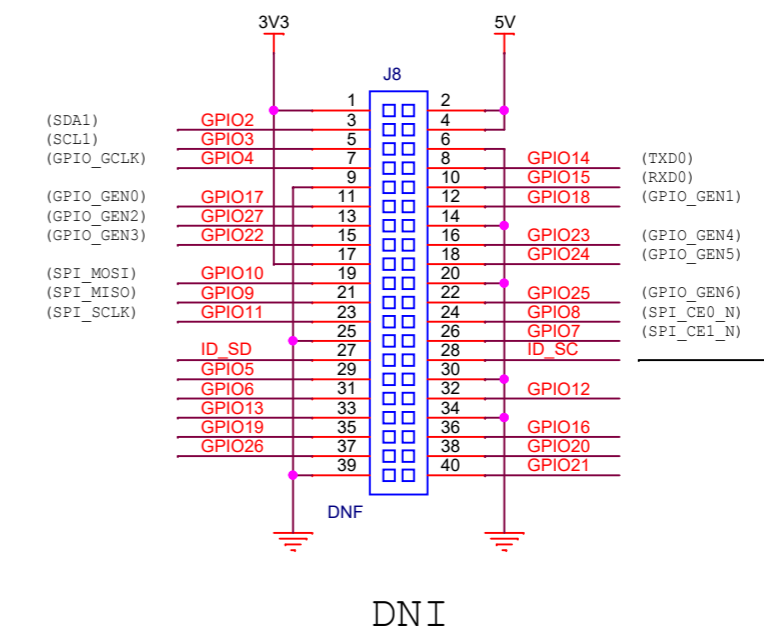 3V3 5V
J8
1 2
(SDA1) GPIO2 3 4
(SCL1) GPIO3 5 6
(GPIO_GCLK) GPIO4 7 8 GPIO14 (TXD0)
9 10 GPIO15 (RXD0)
(GPIO_GEN0) GPIO17 11 12 GPIO18 (GPIO_GEN1)
(GPIO_GEN2) GPIO27 13 14
(GPIO_GEN3) GPIO22 15 16 GPIO23 (GPIO_GEN4)
17 18 GPIO24 (GPIO_GEN5)
(SPI_MOSI) GPIO10 19 20
(SPI_MISO) GPIO9 21 22 GPIO25 (GPIO_GEN6)
(SPI_SCLK) GPIO11 23 24 GPIO8 (SPI_CE0_N)
25 26 GPIO7 (SPI_CE1_N)
ID_SD 27 28 ID_SC
GPIO5 29 30
GPIO6 31 32 GPIO12
GPIO13 33 34
GPIO19 35 36 GPIO16
GPIO26 37 38 GPIO20
39 40 GPIO21
DNF
DNI